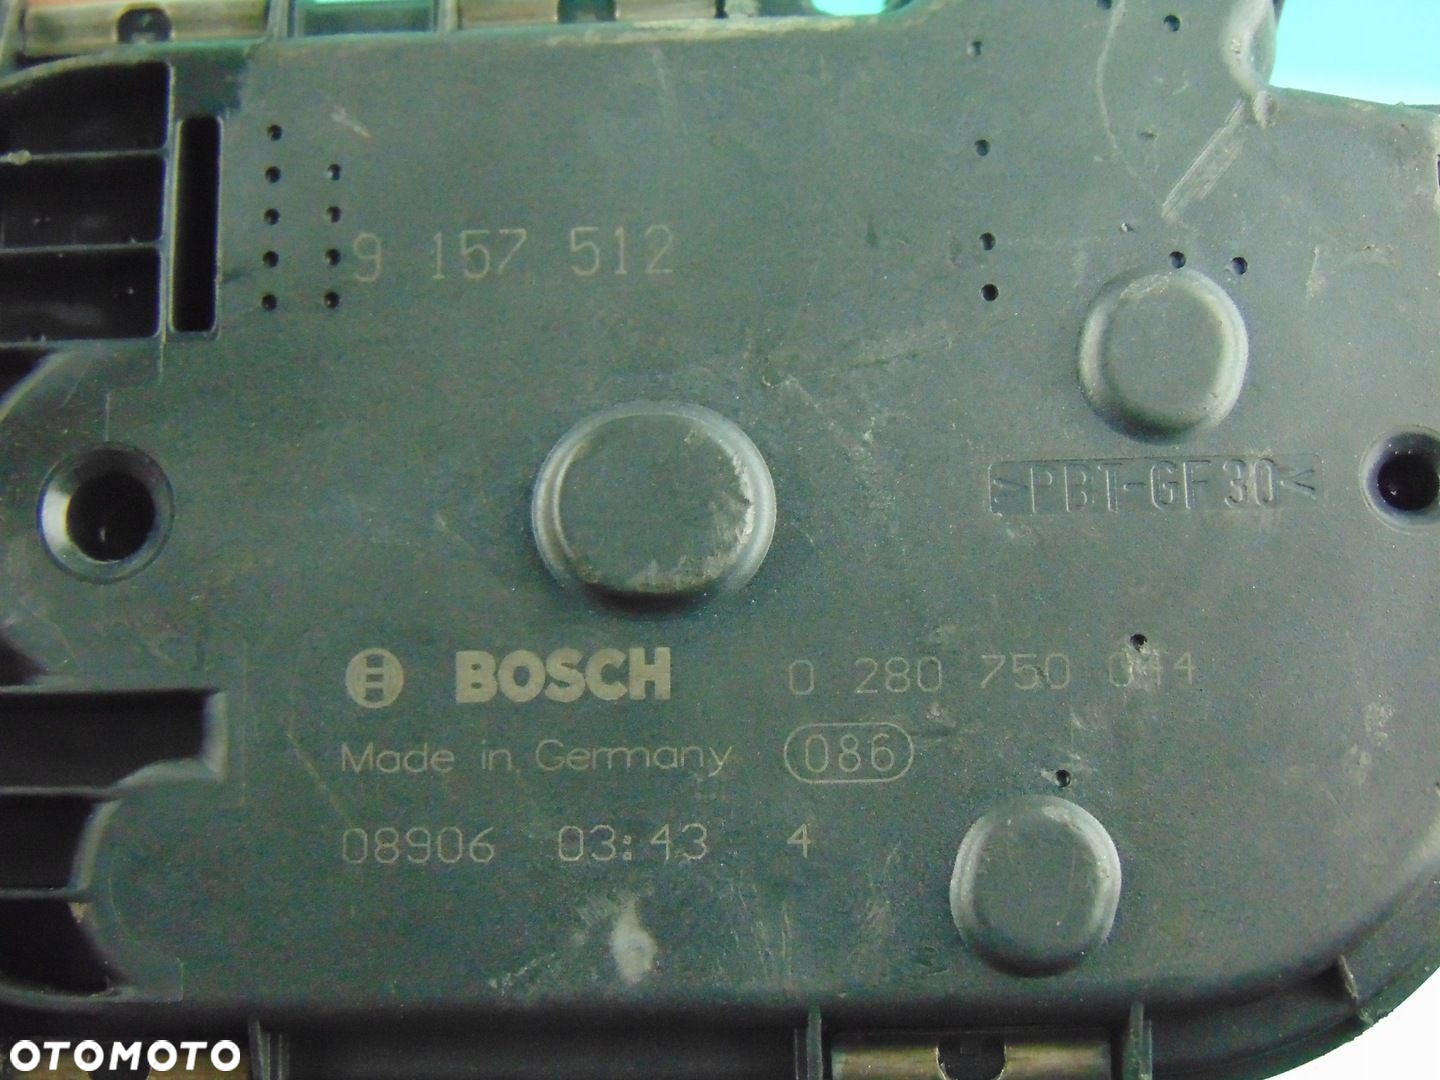 9 157 512
>PBT-GF30<
BOSCH 0 280 750 044
Made in Germany 086
08906 03:43 4
OTOMOTO